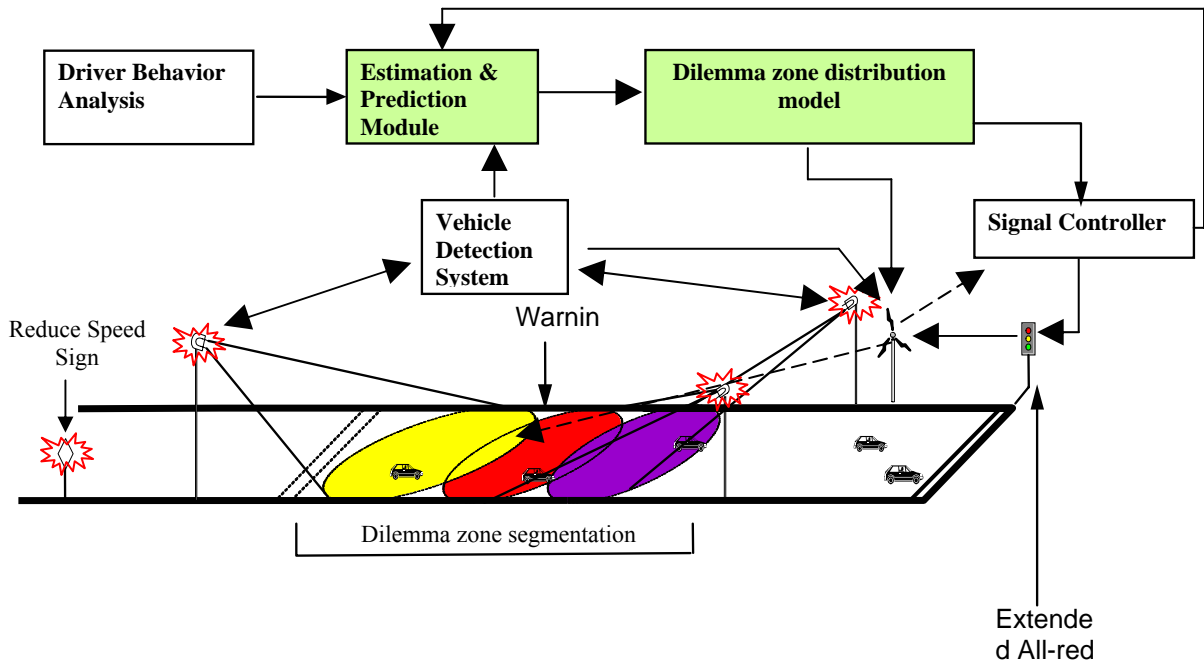 Driver Behavior
Analysis
Estimation &
Prediction
Module
Dilemma zone distribution
model
Vehicle
Detection
System
Signal Controller
Reduce Speed
Sign
Warnin
Dilemma zone segmentation
Extende
d All-red